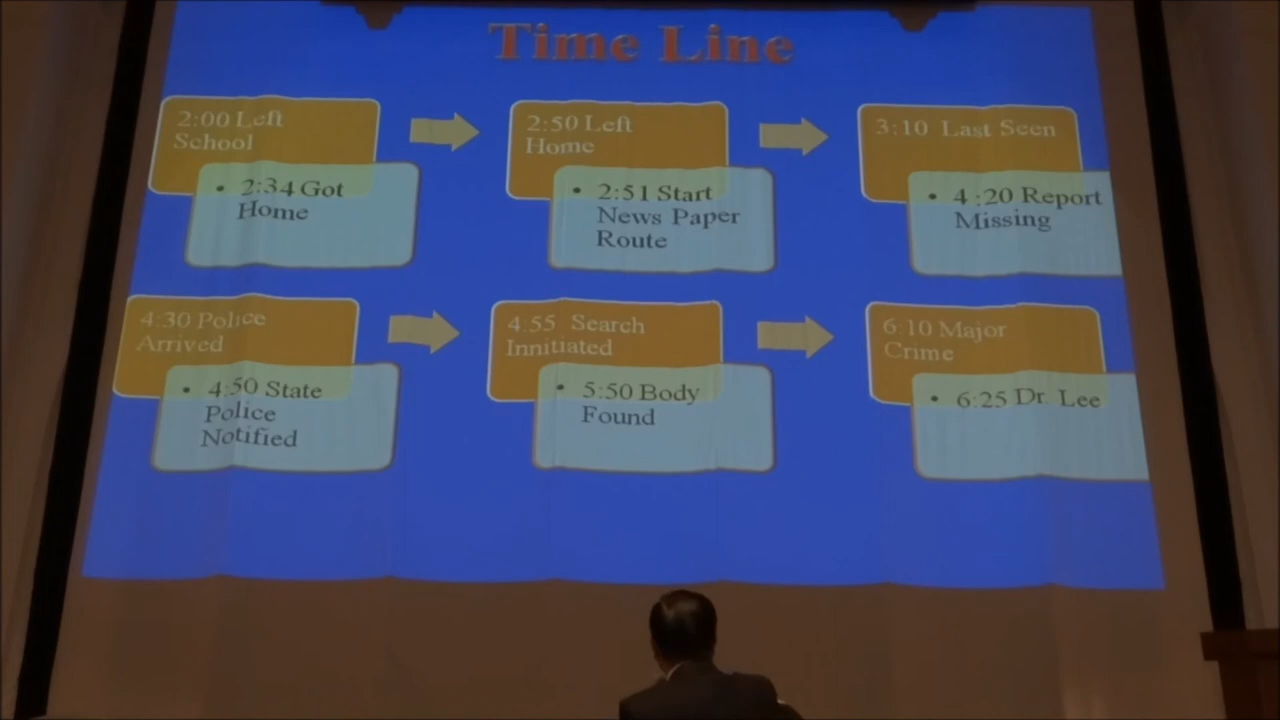 Time Line
2:00 Left
School
• 2:34 Got
Home
2:50 Left
Home
• 2:51 Start
News Paper
Route
3:10 Last Seen
• 4:20 Report
Missing
4:30 Police
Arrived
• 4:50 State
Police
Notified
4:55 Search
Innitiated
• 5:50 Body
Found
6:10 Major
Crime
• 6:25 Dr. Lee